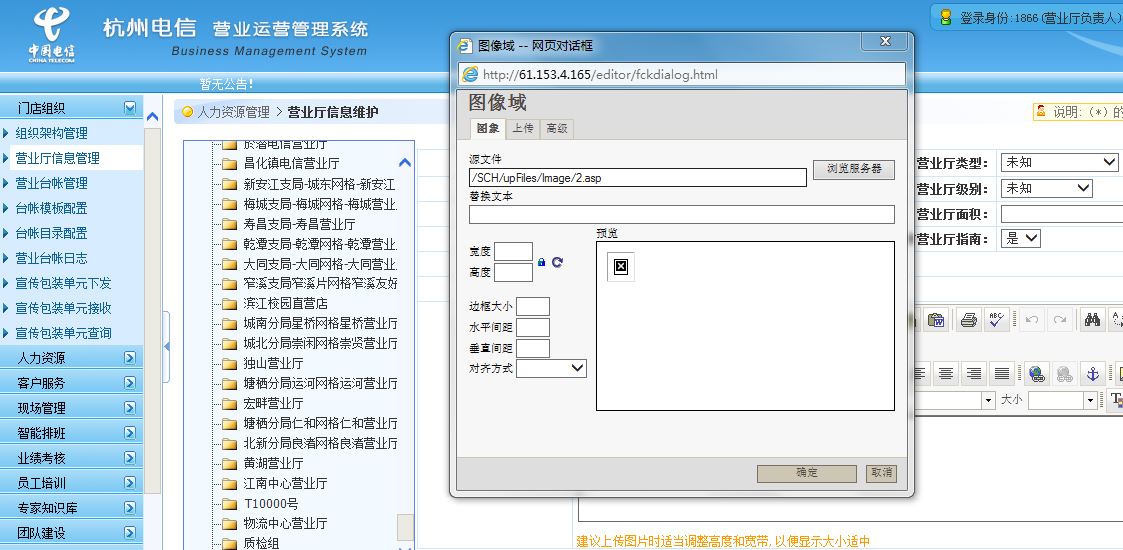 中国电信
CHINA TELECOM
杭州电信 营业运营管理系统
Business Management System
登录身份:1866 (营业厅负责人)
暂无公告!
门店组织
组织架构管理
营业厅信息管理
营业台帐管理
台帐模板配置
台帐目录配置
营业台帐日志
宣传包装单元下发
宣传包装单元接收
宣传包装单元查询
人力资源
客户服务
现场管理
智能排班
业绩考核
员工培训
专家知识库
团队建设
人力资源管理 > 营业厅信息维护
於潜电信营业厅
昌化镇电信营业厅
新安江支局-城东网格-新安江
梅城支局-梅城网格-梅城营业
寿昌支局-寿昌营业厅
乾潭支局-乾潭网格-乾潭营业
大同支局-大同网格-大同营业
窄溪支局窄溪片网格窄溪友好
滨江校园直营店
城南分局星桥网格星桥营业厅
城北分局崇闲网格崇贤营业厅
独山营业厅
塘栖分局运河网格运河营业厅
宏畔营业厅
塘栖分局仁和网格仁和营业厅
北新分局良渚网格良渚营业厅
黄湖营业厅
江南中心营业厅
T10000号
物流中心营业厅
质检组
图像域 -- 网页对话框
http://61.153.4.165/editor/fckdialog.html
图像域
图象 上传 高级
源文件
/SCH/upFiles/Image/2.asp
浏览服务器
替换文本
宽度
高度
预览
边框大小
水平间距
垂直间距
对齐方式
确定 取消
说明: (*) 的
营业厅类型: 未知
营业厅级别: 未知
营业厅面积:
营业厅指南: 是
ABC
大小
建议上传图片时适当调整高度和宽带,以便显示大小适中